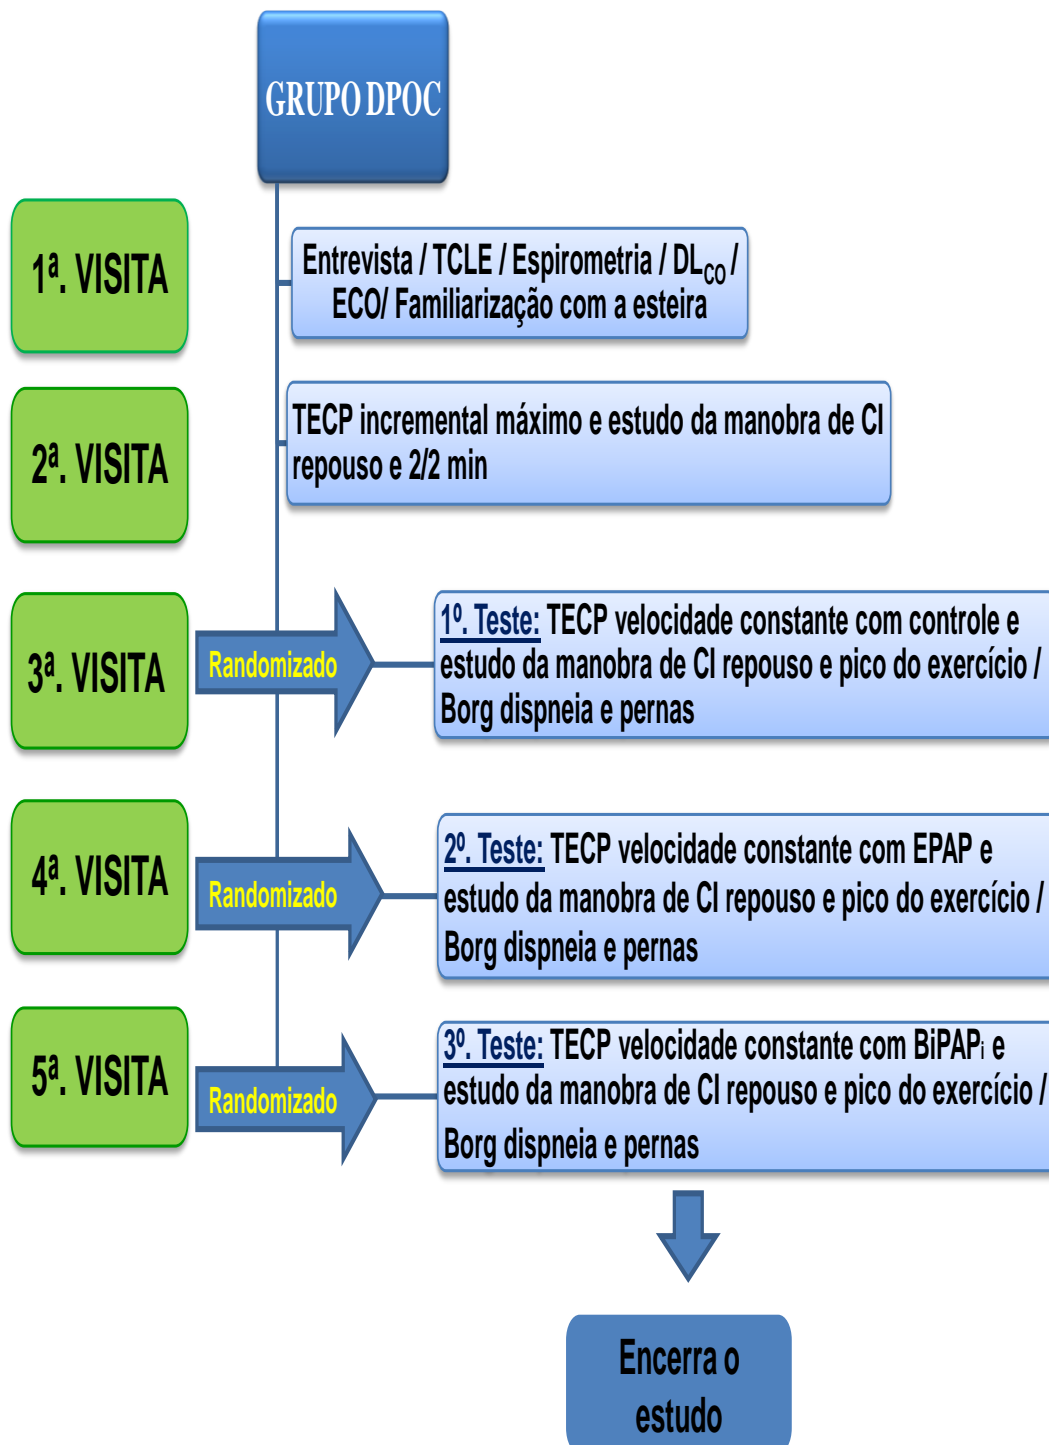 GRUPO DPOC
1ª. VISITA
Entrevista / TCLE / Espirometria / DLCO /
ECO/ Familiarização com a esteira
2ª. VISITA
TECP incremental máximo e estudo da manobra de CI
repouso e 2/2 min
3ª. VISITA
Randomizado
1º. Teste: TECP velocidade constante com controle e
estudo da manobra de CI repouso e pico do exercício /
Borg dispneia e pernas
4ª. VISITA
Randomizado
2º. Teste: TECP velocidade constante com EPAP e
estudo da manobra de CI repouso e pico do exercício /
Borg dispneia e pernas
5ª. VISITA
Randomizado
3º. Teste: TECP velocidade constante com BiPAPi e
estudo da manobra de CI repouso e pico do exercício /
Borg dispneia e pernas
Encerra o
estudo